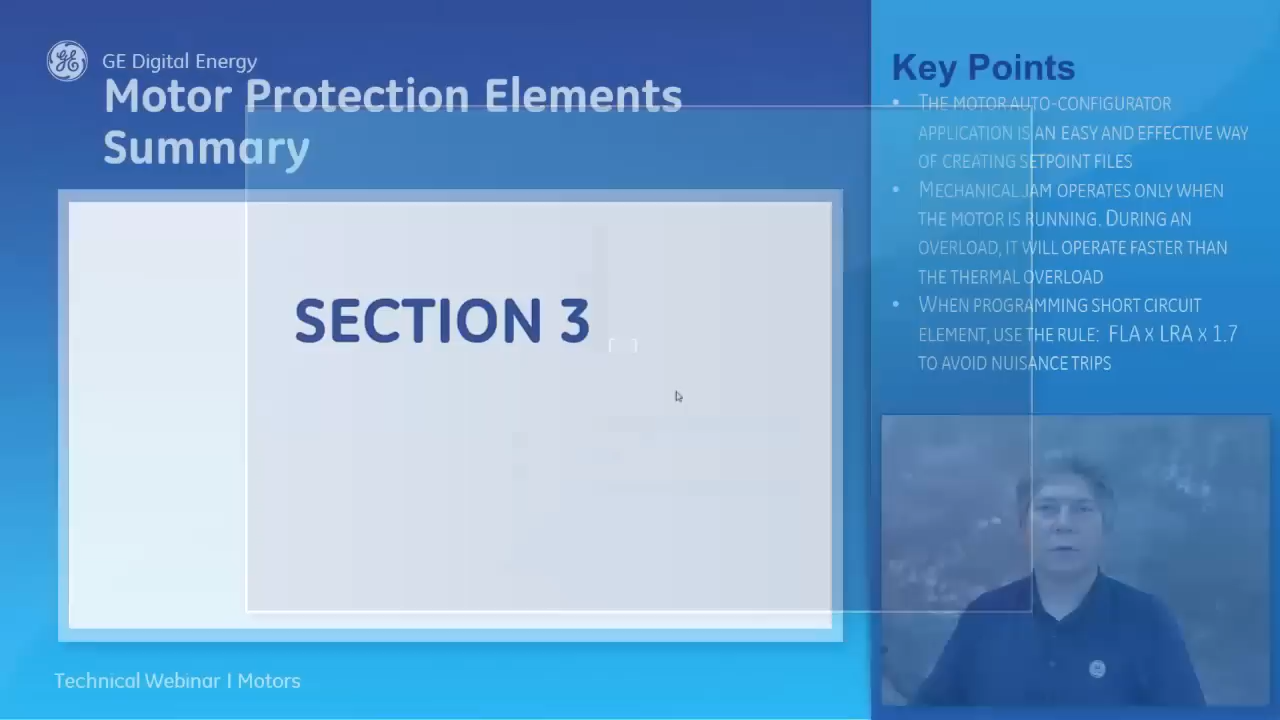 GE Digital Energy
Motor Protection Elements
Summary
SECTION 3
Technical Webinar | Motors
Key Points
• THE MOTOR AUTO-CONFIGURATOR
APPLICATION IS AN EASY AND EFFECTIVE WAY
OF CREATING SETPOINT FILES
• MECHANICAL JAM OPERATES ONLY WHEN
THE MOTOR IS RUNNING. DURING AN
OVERLOAD, IT WILL OPERATE FASTER THAN
THE THERMAL OVERLOAD
• WHEN PROGRAMMING SHORT CIRCUIT
ELEMENT, USE THE RULE: FLA X LRA X 1.7
TO AVOID NUISANCE TRIPS